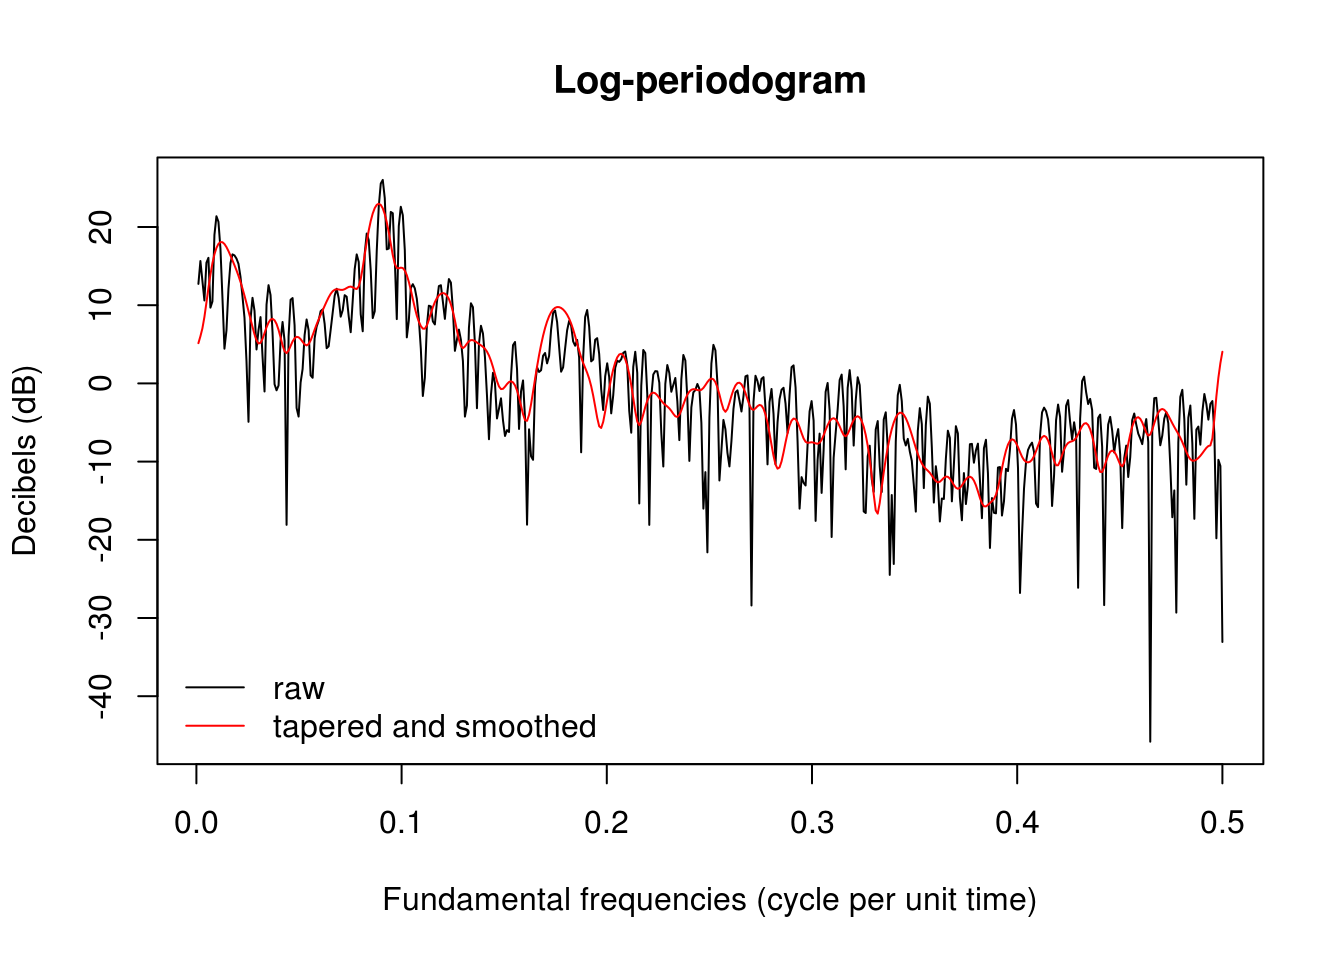 Log-periodogram
Decibels (dB)
20
10
0
-10
-20
-30
-40
raw
tapered and smoothed
0.0 0.1 0.2 0.3 0.4 0.5
Fundamental frequencies (cycle per unit time)